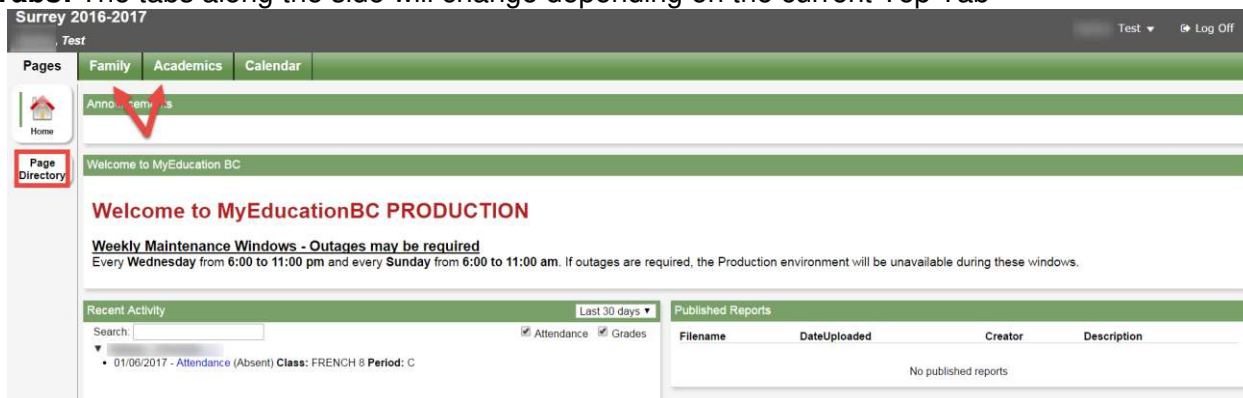 Tabs: The tabs along the side will change depending on the current Top Tab
Surrey 2016-2017
, Test
Test ▾ Log Off
Pages Family Academics Calendar
Home
Page
Directory
Announcements
Welcome to MyEducation BC
Welcome to MyEducationBC PRODUCTION
Weekly Maintenance Windows - Outages may be required
Every Wednesday from 6:00 to 11:00 pm and every Sunday from 6:00 to 11:00 am. If outages are required, the Production environment will be unavailable during these windows.
Recent Activity Last 30 days ▾
Search: Attendance Grades
• 01/06/2017 - Attendance (Absent) Class: FRENCH 8 Period: C
Published Reports
Filename DateUploaded Creator Description
No published reports